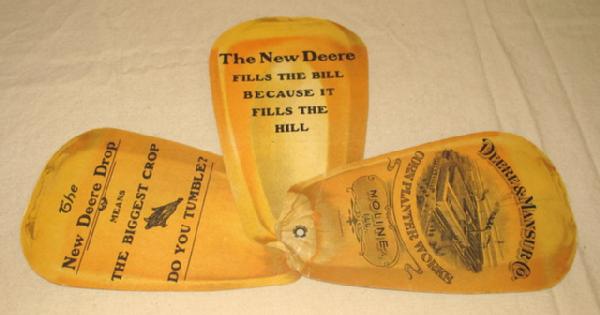 The
New Deere Drop
MEANS
THE BIGGEST CROP
DO YOU TUMBLE?
The New Deere
FILLS THE BILL
BECAUSE IT
FILLS THE
HILL
DEERE & MANSUR Co.
CORN PLANTER WORKS
MOLINE
ILL.